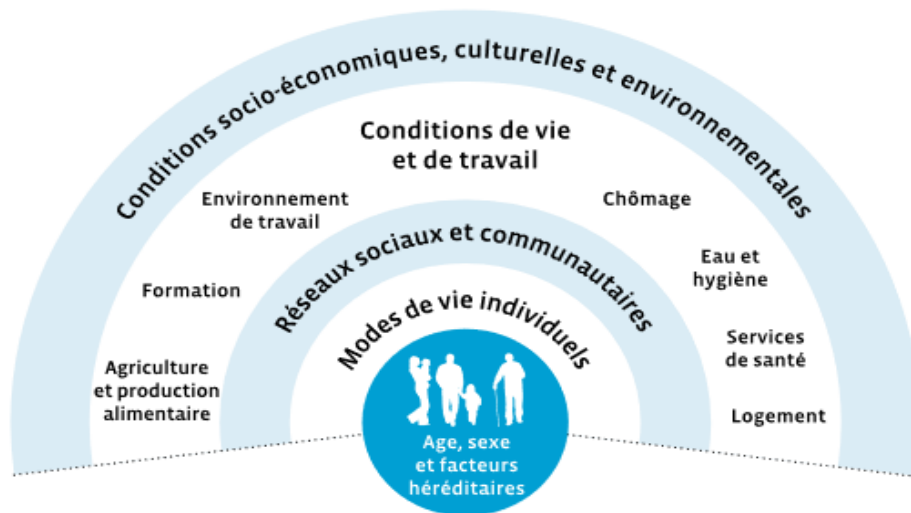 Conditions socio-économiques, culturelles et environnementales
Conditions de vie
et de travail
Environnement
de travail
Chômage
Réseaux sociaux et communautaires
Eau et
hygiène
Formation
Modes de vie individuels
Services
de santé
Agriculture
et production
alimentaire
Logement
Age, sexe
et facteurs
héréditaires